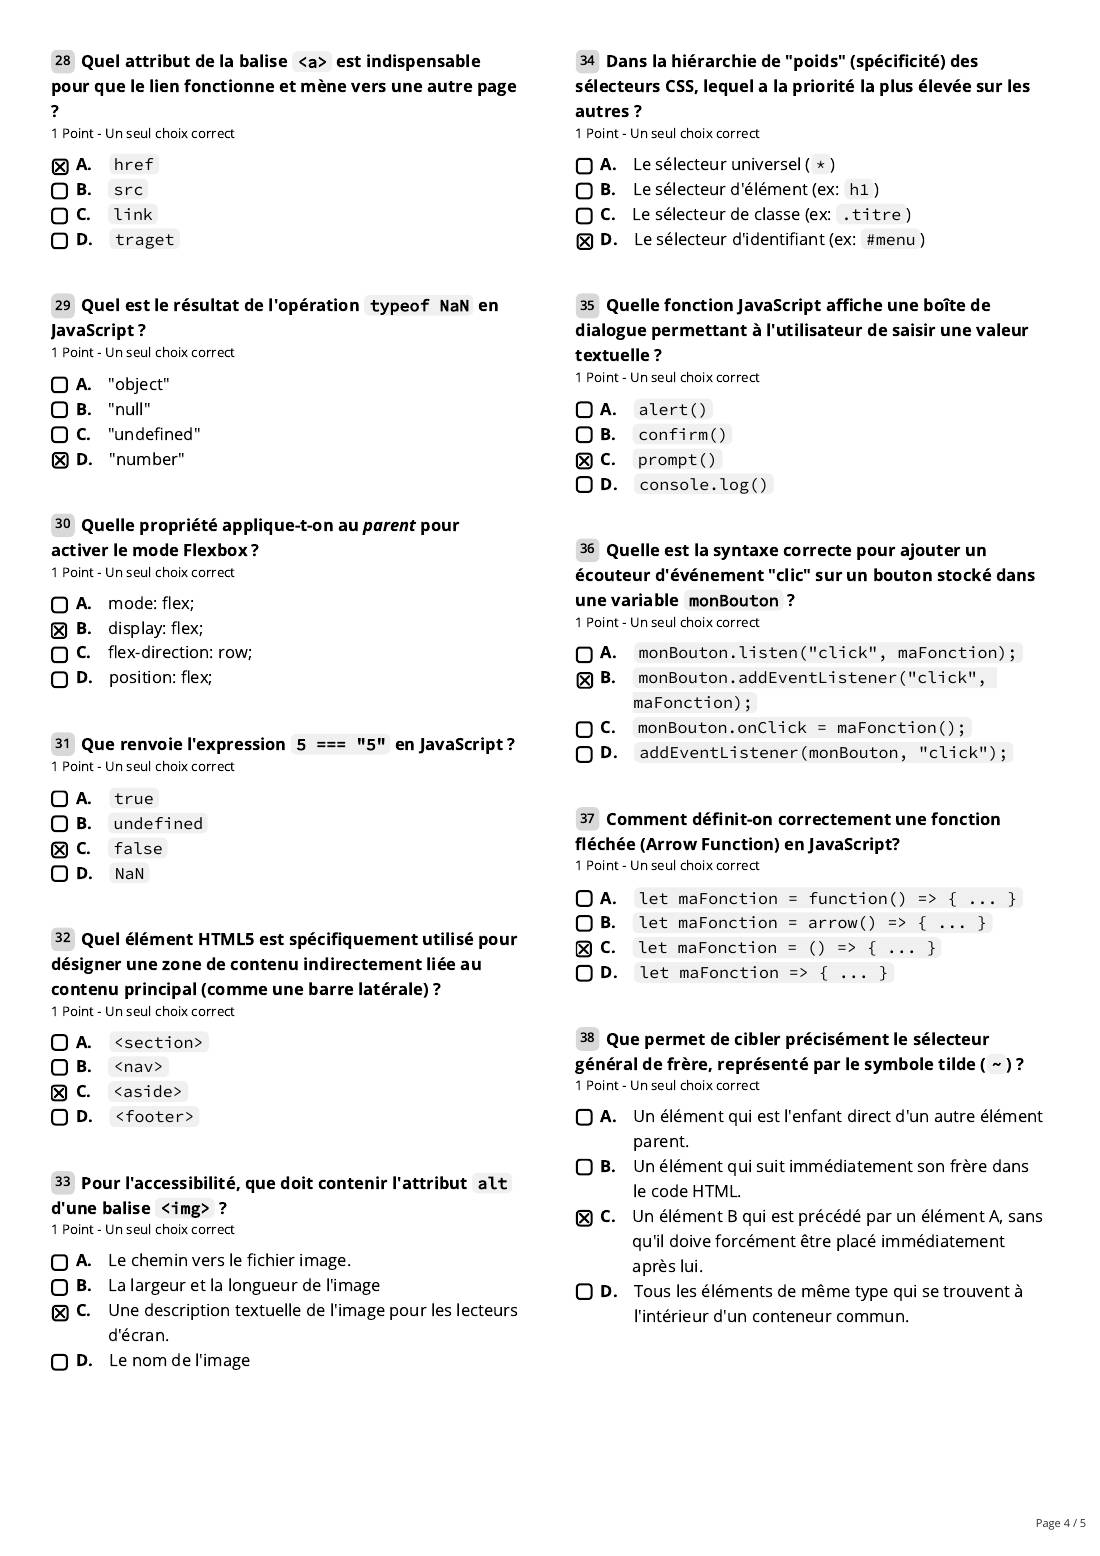 28 Quel attribut de la balise <a> est indispensable
pour que le lien fonctionne et mène vers une autre page
?
1 Point - Un seul choix correct
☒ A. href
☐ B. src
☐ C. link
☐ D. traget
29 Quel est le résultat de l'opération typeof NaN en
JavaScript ?
1 Point - Un seul choix correct
☐ A. "object"
☐ B. "null"
☐ C. "undefined"
☒ D. "number"
30 Quelle propriété applique-t-on au parent pour
activer le mode Flexbox ?
1 Point - Un seul choix correct
☐ A. mode: flex;
☒ B. display: flex;
☐ C. flex-direction: row;
☐ D. position: flex;
31 Que renvoie l'expression 5 === "5" en JavaScript ?
1 Point - Un seul choix correct
☐ A. true
☐ B. undefined
☒ C. false
☐ D. NaN
32 Quel élément HTML5 est spécifiquement utilisé pour
désigner une zone de contenu indirectement liée au
contenu principal (comme une barre latérale) ?
1 Point - Un seul choix correct
☐ A. <section>
☐ B. <nav>
☒ C. <aside>
☐ D. <footer>
33 Pour l'accessibilité, que doit contenir l'attribut alt
d'une balise <img> ?
1 Point - Un seul choix correct
☐ A. Le chemin vers le fichier image.
☐ B. La largeur et la longueur de l'image
☒ C. Une description textuelle de l'image pour les lecteurs
d'écran.
☐ D. Le nom de l'image
34 Dans la hiérarchie de "poids" (spécificité) des
sélecteurs CSS, lequel a la priorité la plus élevée sur les
autres ?
1 Point - Un seul choix correct
☐ A. Le sélecteur universel ( * )
☐ B. Le sélecteur d'élément (ex: h1 )
☐ C. Le sélecteur de classe (ex: .titre )
☒ D. Le sélecteur d'identifiant (ex: #menu )
35 Quelle fonction JavaScript affiche une boîte de
dialogue permettant à l'utilisateur de saisir une valeur
textuelle ?
1 Point - Un seul choix correct
☐ A. alert()
☐ B. confirm()
☒ C. prompt()
☐ D. console.log()
36 Quelle est la syntaxe correcte pour ajouter un
écouteur d'événement "clic" sur un bouton stocké dans
une variable monBouton ?
1 Point - Un seul choix correct
☐ A. monBouton.listen("click", maFonction);
☒ B. monBouton.addEventListener("click",
maFonction);
☐ C. monBouton.onClick = maFonction();
☐ D. addEventListener(monBouton, "click");
37 Comment définit-on correctement une fonction
fléchée (Arrow Function) en JavaScript?
1 Point - Un seul choix correct
☐ A. let maFonction = function() => { ... }
☐ B. let maFonction = arrow() => { ... }
☒ C. let maFonction = () => { ... }
☐ D. let maFonction => { ... }
38 Que permet de cibler précisément le sélecteur
général de frère, représenté par le symbole tilde ( ~ ) ?
1 Point - Un seul choix correct
☐ A. Un élément qui est l'enfant direct d'un autre élément
parent.
☐ B. Un élément qui suit immédiatement son frère dans
le code HTML.
☒ C. Un élément B qui est précédé par un élément A, sans
qu'il doive forcément être placé immédiatement
après lui.
☐ D. Tous les éléments de même type qui se trouvent à
l'intérieur d'un conteneur commun.
Page 4 / 5